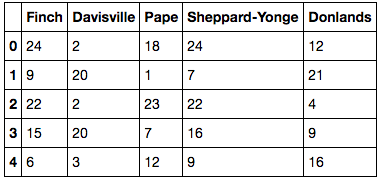 Finch Davisville Pape Sheppard-Yonge Donlands
0 24 2 18 24 12
1 9 20 1 7 21
2 22 2 23 22 4
3 15 20 7 16 9
4 6 3 12 9 16